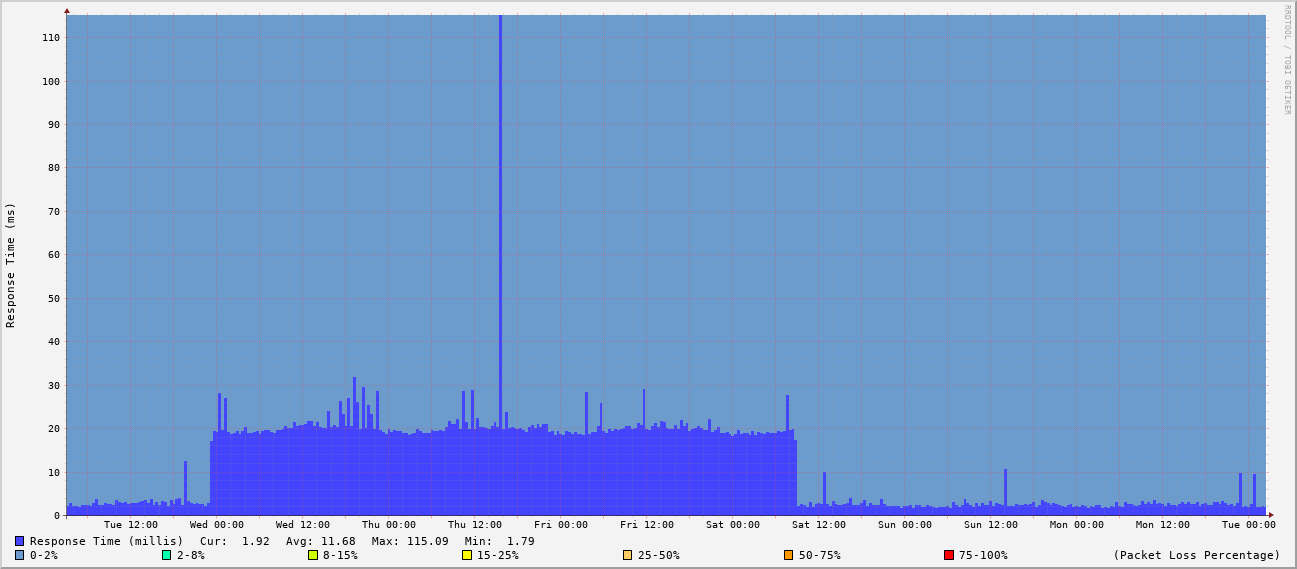 RRDTOOL / TOBI OETIKER
Response Time (ms)
110
100
90
80
70
60
50
40
30
20
10
0
Tue 12:00 Wed 00:00 Wed 12:00 Thu 00:00 Thu 12:00 Fri 00:00 Fri 12:00 Sat 00:00 Sat 12:00 Sun 00:00 Sun 12:00 Mon 00:00 Mon 12:00 Tue 00:00
Response Time (millis) Cur: 1.92 Avg: 11.68 Max: 115.09 Min: 1.79
0-2% 2-8% 8-15% 15-25% 25-50% 50-75% 75-100% (Packet Loss Percentage)